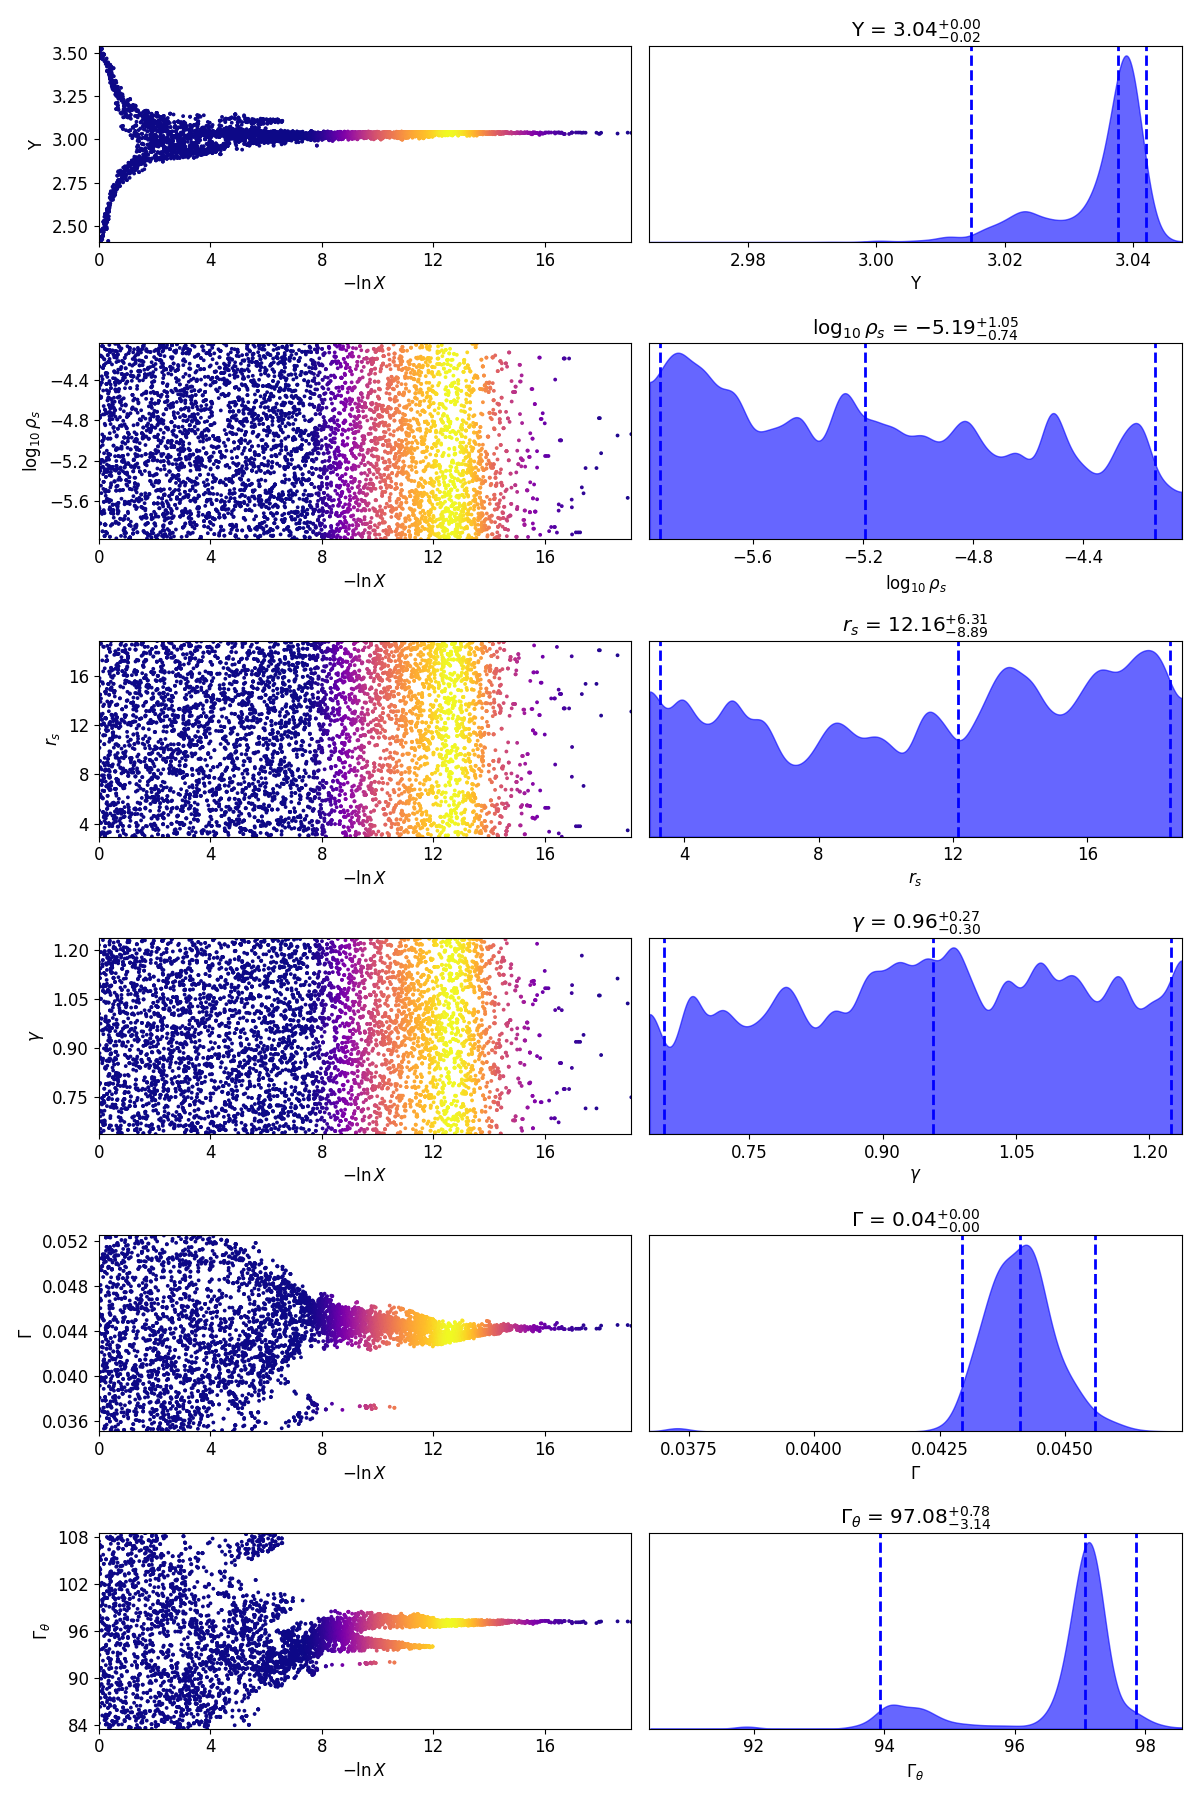 Y = 3.04^{+0.00}_{−0.02}
3.50
3.25
3.00
2.75
2.50
Y
0 4 8 12 16
−ln X
2.98 3.00 3.02 3.04
Y
log₁₀ ρₛ = −5.19^{+1.05}_{−0.74}
−4.4
−4.8
−5.2
−5.6
log₁₀ ρₛ
0 4 8 12 16
−ln X
−5.6 −5.2 −4.8 −4.4
log₁₀ ρₛ
rₛ = 12.16^{+6.31}_{−8.89}
16
12
8
4
rₛ
0 4 8 12 16
−ln X
4 8 12 16
rₛ
γ = 0.96^{+0.27}_{−0.30}
1.20
1.05
0.90
0.75
γ
0 4 8 12 16
−ln X
0.75 0.90 1.05 1.20
γ
Γ = 0.04^{+0.00}_{−0.00}
0.052
0.048
0.044
0.040
0.036
Γ
0 4 8 12 16
−ln X
0.0375 0.0400 0.0425 0.0450
Γ
Γ_θ = 97.08^{+0.78}_{−3.14}
108
102
96
90
84
Γ_θ
0 4 8 12 16
−ln X
92 94 96 98
Γ_θ